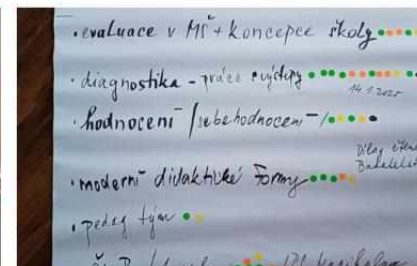 • evaluace v MŠ + koncepce školy
• diagnostika - práce s výstupy
14.1.2025
• hodnocení / sebehodnocení - /
• moderní didaktické formy
• pedag tým